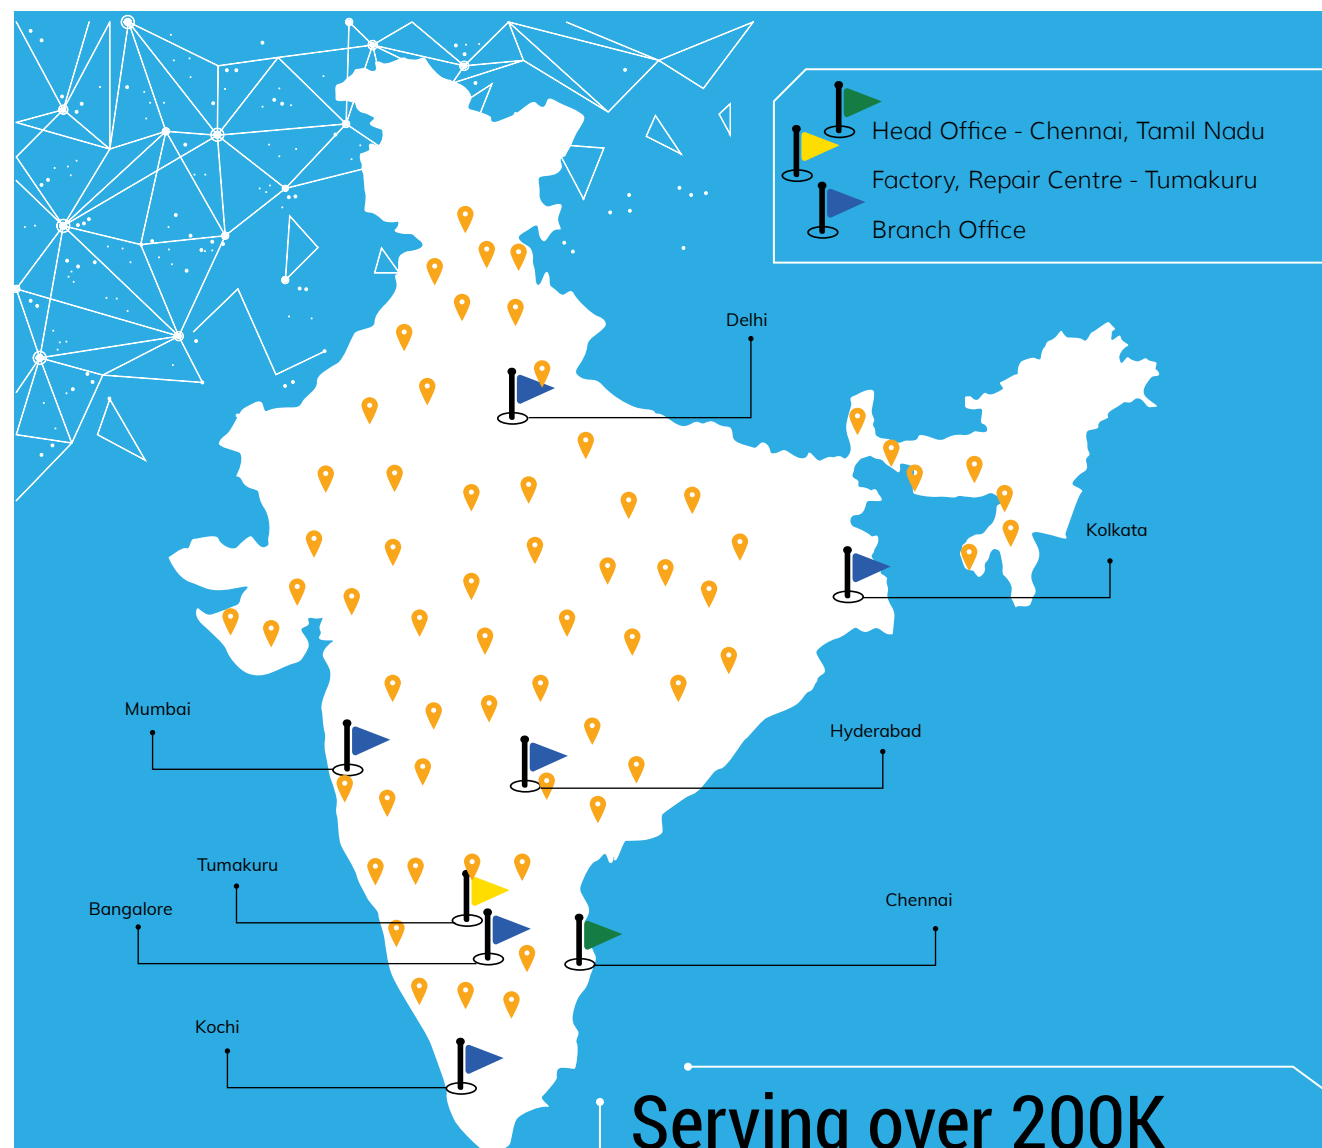 Head Office - Chennai, Tamil Nadu
Factory, Repair Centre - Tumakuru
Branch Office
Delhi
Kolkata
Mumbai
Hyderabad
Tumakuru
Bangalore
Chennai
Kochi
Serving over 200K